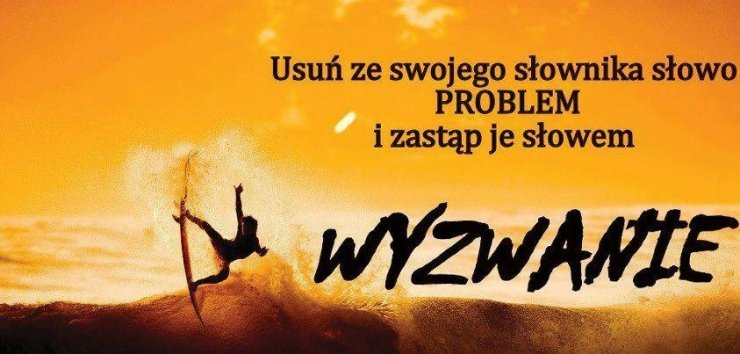 Usuń ze swojego słownika słowo
PROBLEM
i zastąp je słowem
WYZWANIE